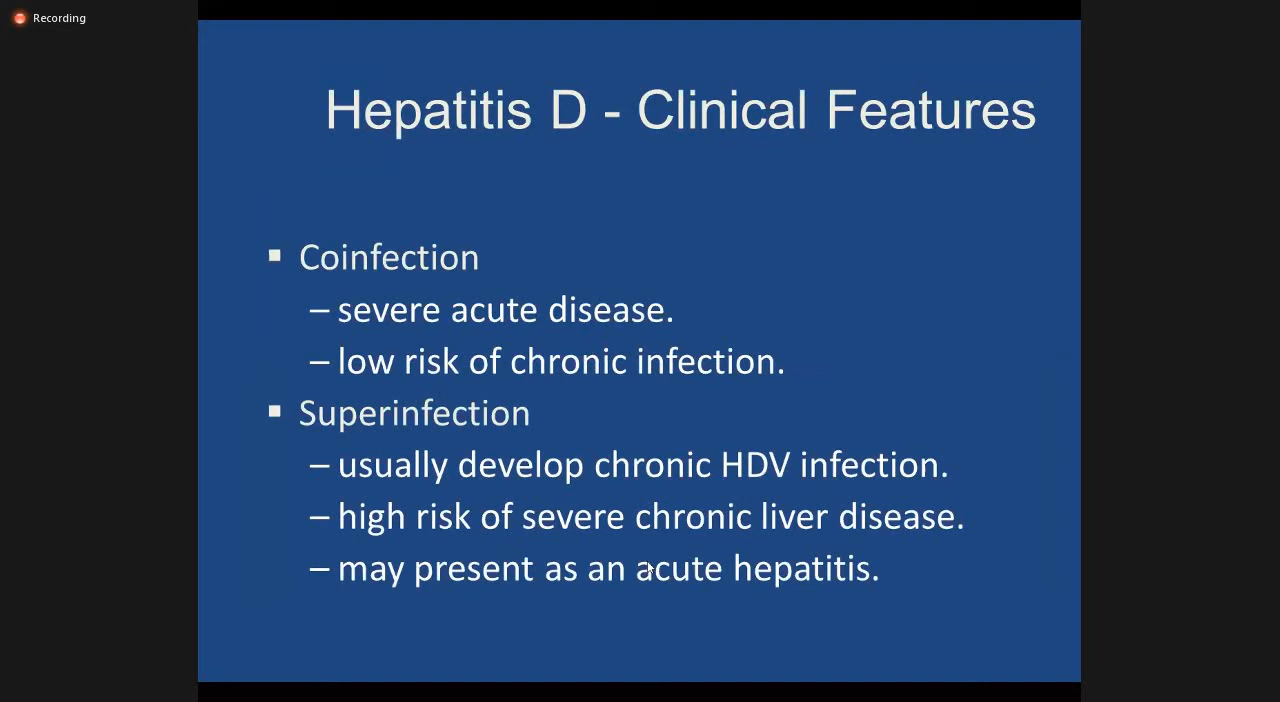 Recording
Hepatitis D - Clinical Features
▪ Coinfection
– severe acute disease.
– low risk of chronic infection.
▪ Superinfection
– usually develop chronic HDV infection.
– high risk of severe chronic liver disease.
– may present as an acute hepatitis.